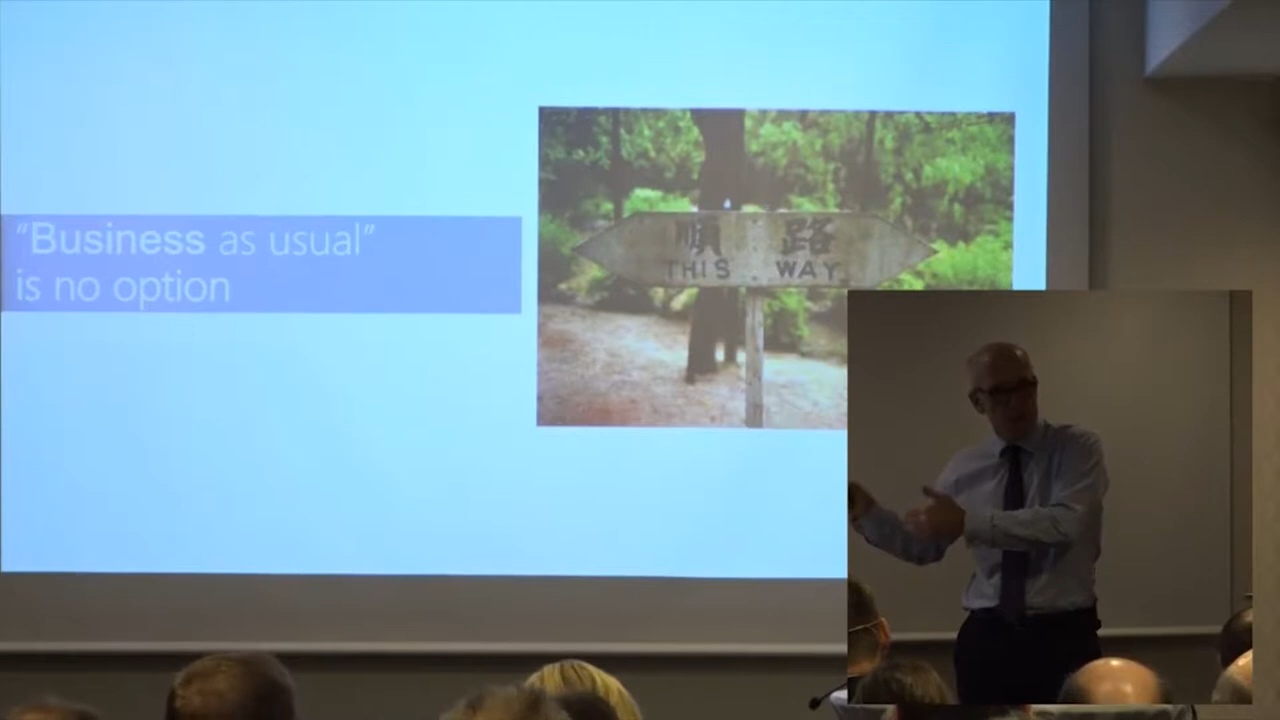 "Business as usual"
is no option
順 路
THIS WAY